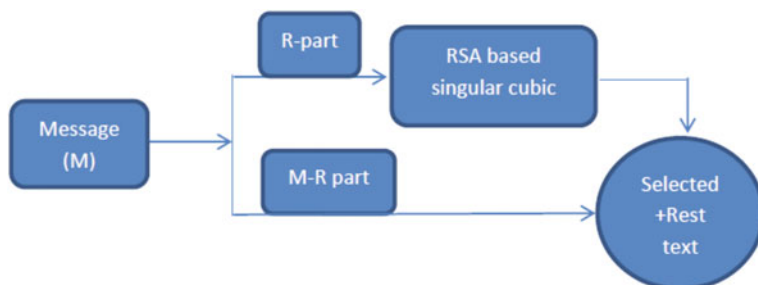 R-part
RSA based
singular cubic
Message
(M)
M-R part
Selected
+Rest
text